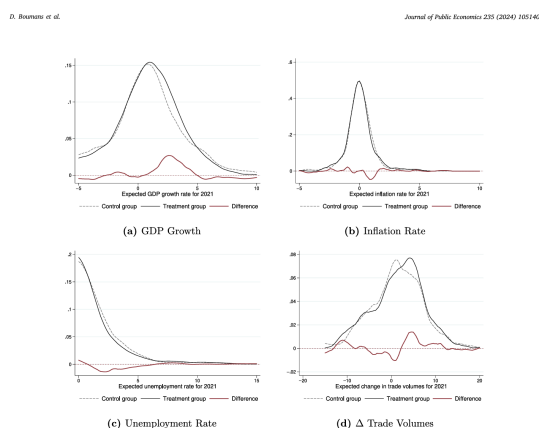 D. Boumans et al.
Journal of Public Economics 235 (2024) 105140
.15
.1
.05
0
-5
0
5
10
Expected GDP growth rate for 2021
Control group
Treatment group
Difference
(a) GDP Growth
.6
.4
.2
0
-5
0
5
10
Expected inflation rate for 2021
Control group
Treatment group
Difference
(b) Inflation Rate
.2
.15
.1
.05
0
0
5
10
15
Expected unemployment rate for 2021
Control group
Treatment group
Difference
(c) Unemployment Rate
.08
.06
.04
.02
0
-.02
-20
-10
0
10
20
Expected change in trade volumes for 2021
Control group
Treatment group
Difference
(d) Δ Trade Volumes